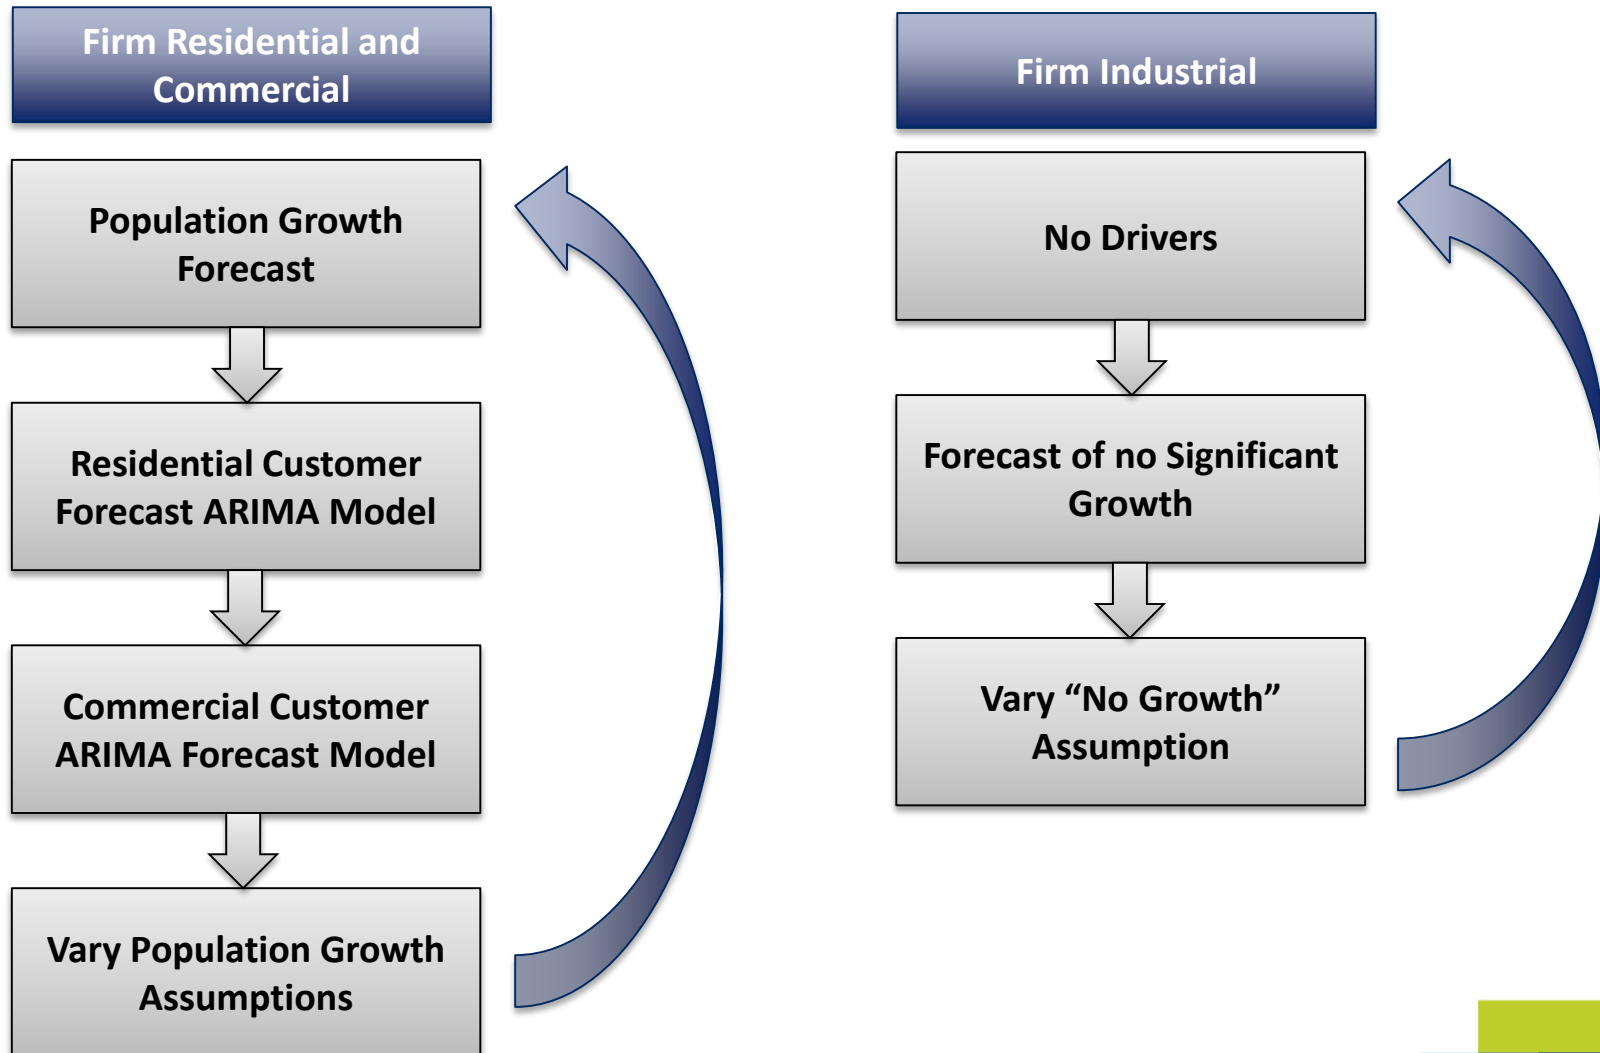 Firm Residential and
Commercial
Population Growth
Forecast
Residential Customer
Forecast ARIMA Model
Commercial Customer
ARIMA Forecast Model
Vary Population Growth
Assumptions
Firm Industrial
No Drivers
Forecast of no Significant
Growth
Vary “No Growth”
Assumption